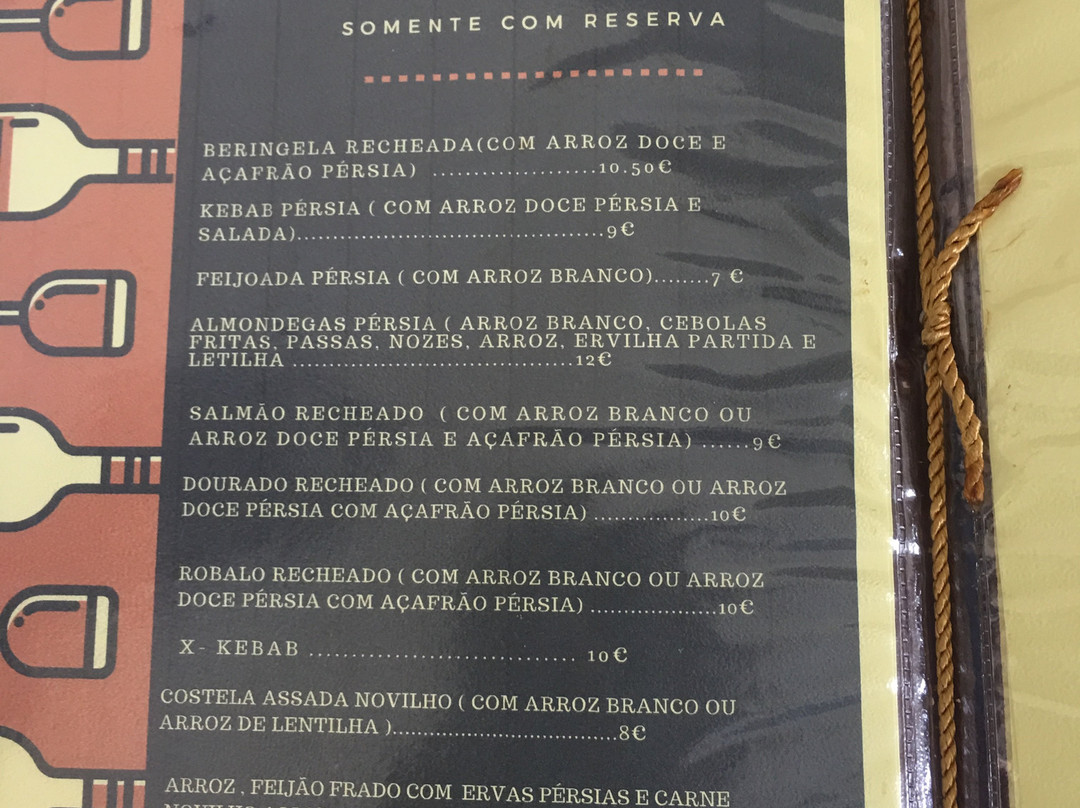 SOMENTE COM RESERVA
BERINGELA RECHEADA(COM ARROZ DOCE E
AÇAFRÃO PÉRSIA) ....................10.50€
KEBAB PÉRSIA ( COM ARROZ DOCE PÉRSIA E
SALADA).....................................9€
FEIJOADA PÉRSIA ( COM ARROZ BRANCO).......7 €
ALMONDEGAS PÉRSIA ( ARROZ BRANCO, CEBOLAS
FRITAS, PASSAS, NOZES, ARROZ, ERVILHA PARTIDA E
LETILHA ..................................12€
SALMÃO RECHEADO ( COM ARROZ BRANCO OU
ARROZ DOCE PÉRSIA E AÇAFRÃO PÉRSIA) ......9€
DOURADO RECHEADO ( COM ARROZ BRANCO OU ARROZ
DOCE PÉRSIA COM AÇAFRÃO PÉRSIA) .................10€
ROBALO RECHEADO ( COM ARROZ BRANCO OU ARROZ
DOCE PÉRSIA COM AÇAFRÃO PÉRSIA) ...................10€
X- KEBAB ................................ 10€
COSTELA ASSADA NOVILHO ( COM ARROZ BRANCO OU
ARROZ DE LENTILHA )..................................8€
ARROZ , FEIJÃO FRADO COM ERVAS PÉRSIAS E CARNE